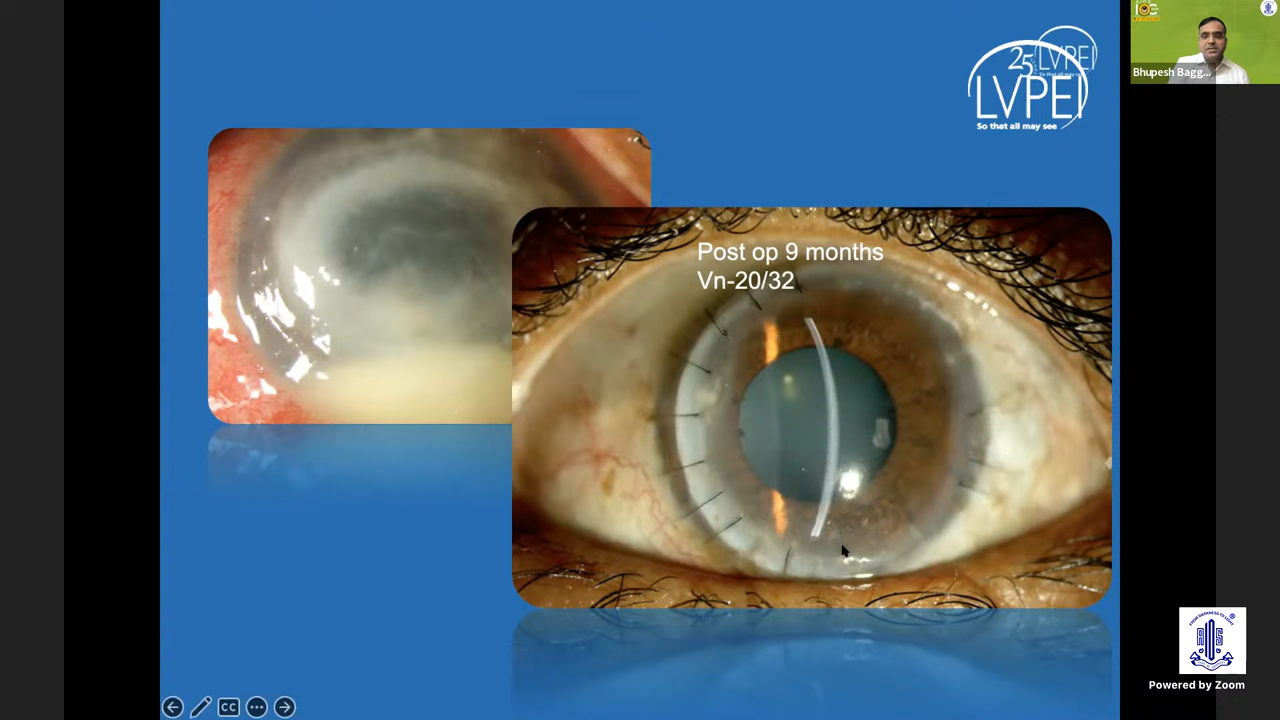 25 LVPEI
LVPEI
So that all may see
Post op 9 months
Vn-20/32
CC
Bhupesh Bagg...
Powered by Zoom